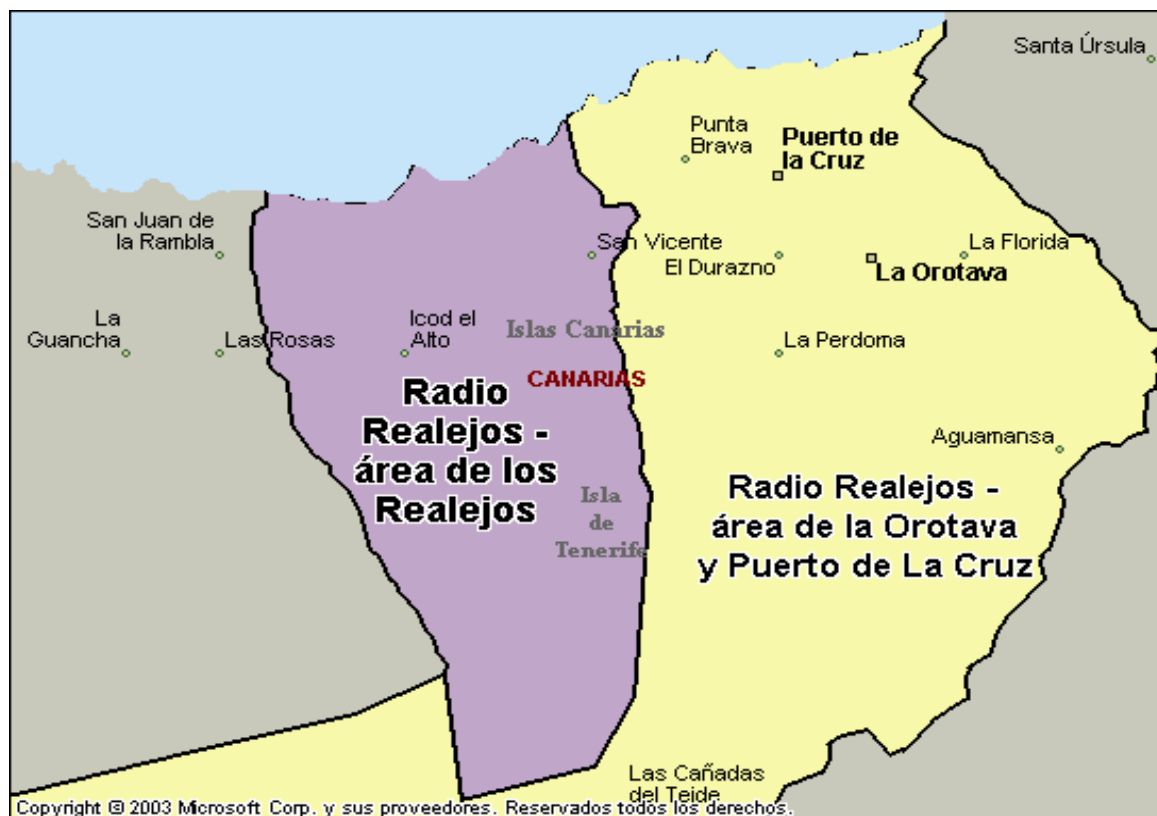 Santa Úrsula
Punta
Brava
Puerto de
la Cruz
San Juan de
la Rambla
San Vicente
El Durazno
La Florida
La Orotava
La
Guancha
Las Rosas
Icod el
Alto
Islas Canarias
La Perdoma
CANARIAS
Radio
Realejos -
área de los
Realejos
Aguamansa
Isla
de
Tenerife
Radio Realejos -
área de la Orotava
y Puerto de La Cruz
Las Cañadas
del Teide
Copyright © 2003 Microsoft Corp. y sus proveedores. Reservados todos los derechos.